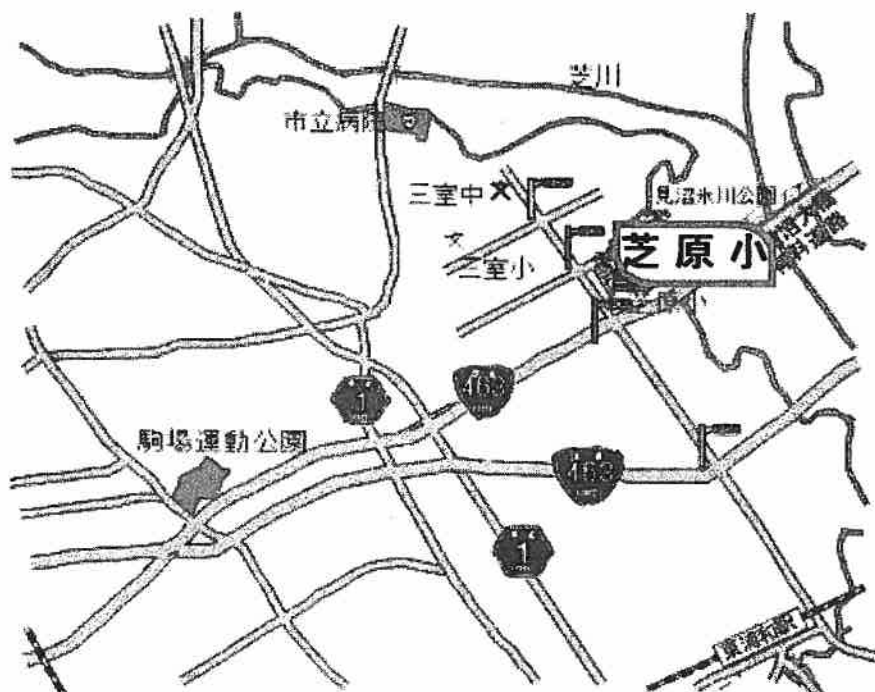 芝川
市立病院
三室中
見沼氷川公園
芝原小
三室小
463
1
駒場運動公園
463
1
東浦和駅